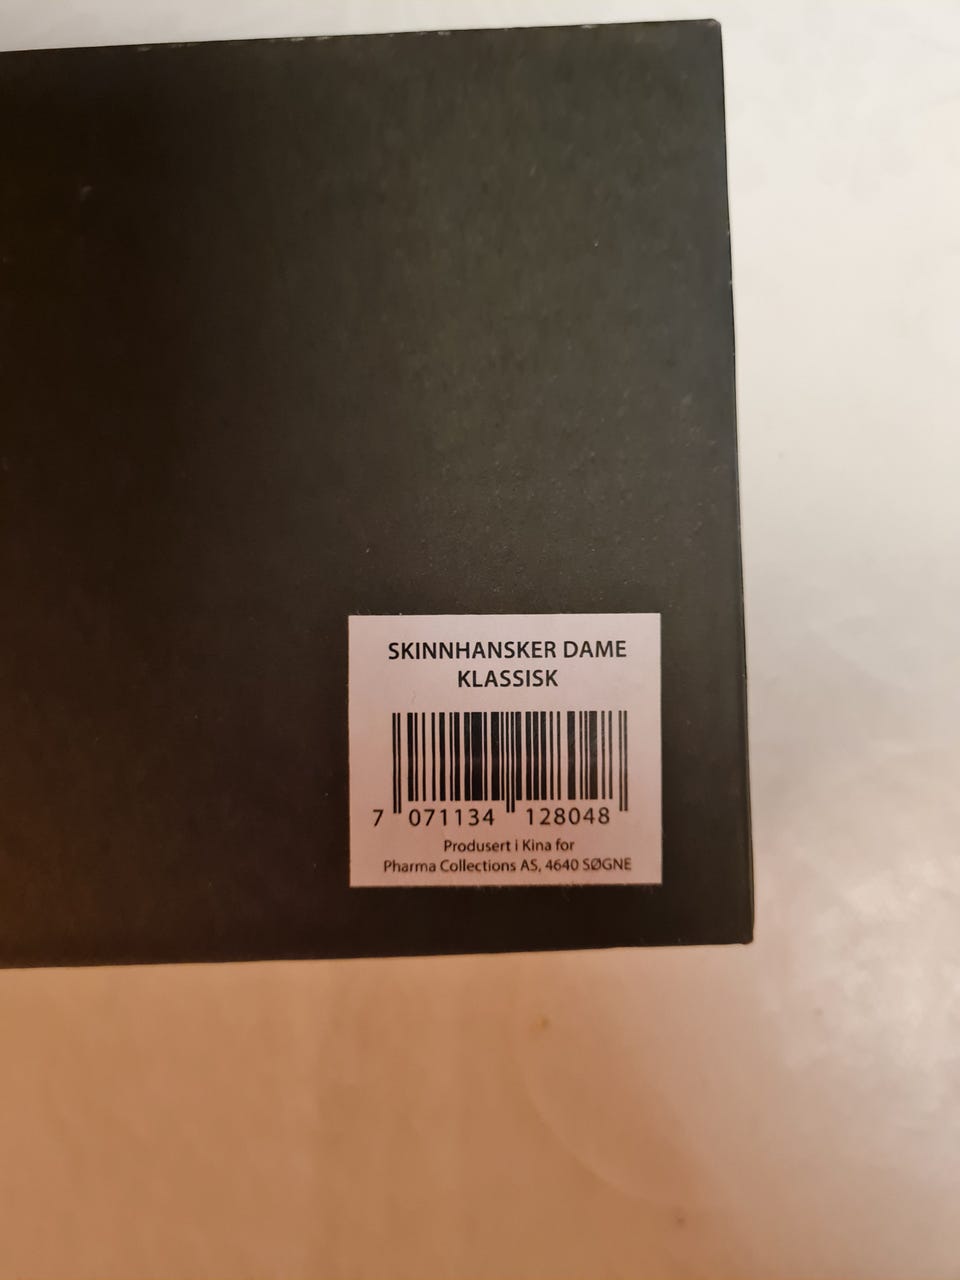 SKINNHANSKER DAME
KLASSISK
7 071134 128048
Produsert i Kina for
Pharma Collections AS, 4640 SØGNE